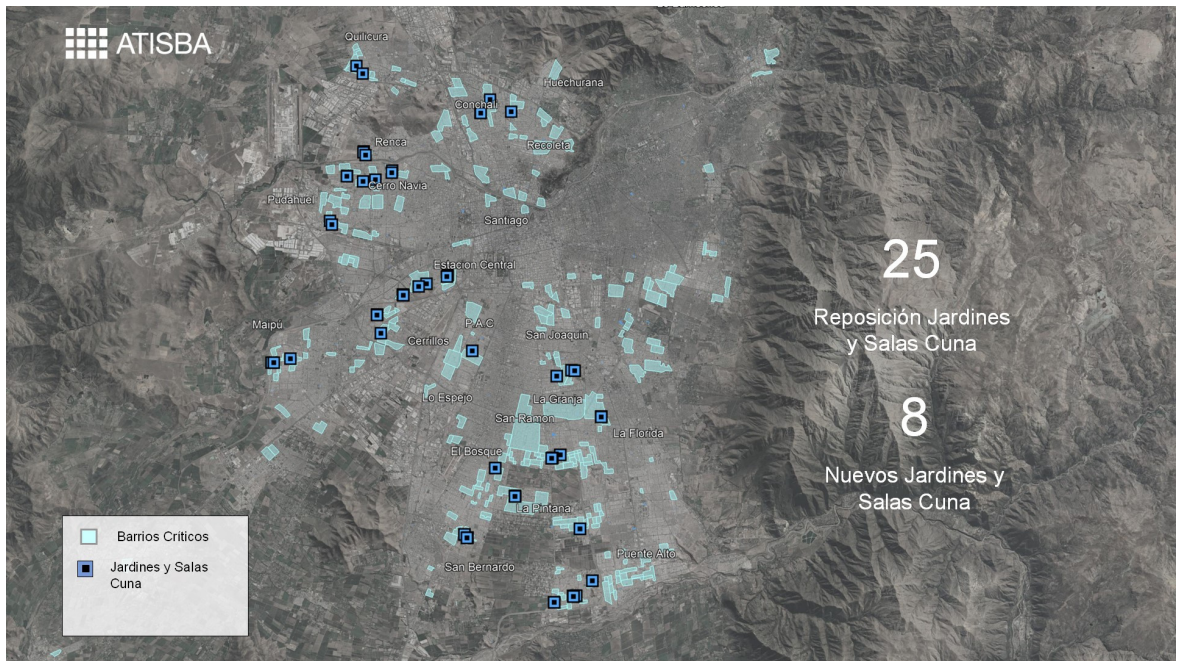 ATISBA
Quilicura
Huechurana
Conchalí
Recoleta
Renca
Cerro Navia
Pudahuel
Santiago
Estación Central
25
Reposición Jardines
y Salas Cuna
Maipú
P.A.C
San Joaquín
Cerrillos
8
Lo Espejo
La Granja
San Ramon
La Florida
El Bosque
Nuevos Jardines y
Salas Cuna
La Pintana
Barrios Críticos
Jardines y Salas
Cuna
Puente Alto
San Bernardo